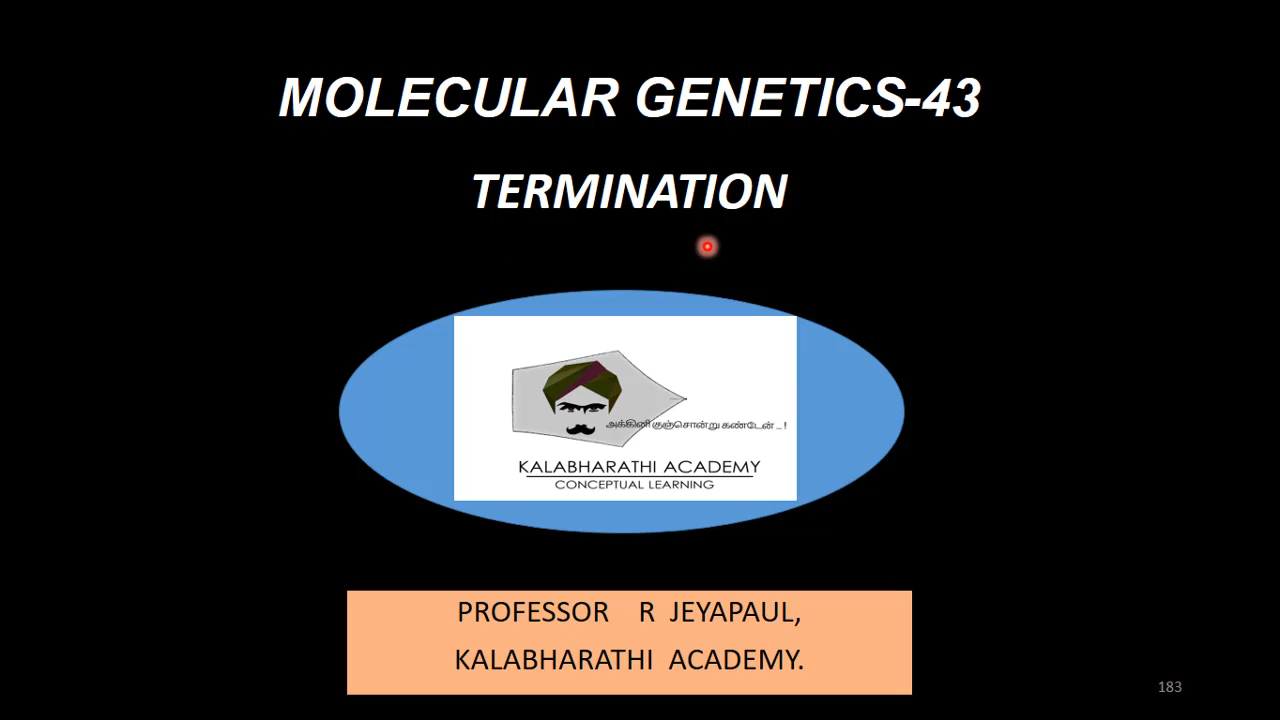 MOLECULAR GENETICS-43
TERMINATION
அக்கினி குஞ்சொன்று கண்டேன் ...!
KALABHARATHI ACADEMY
CONCEPTUAL LEARNING
PROFESSOR R JEYAPAUL,
KALABHARATHI ACADEMY.
183